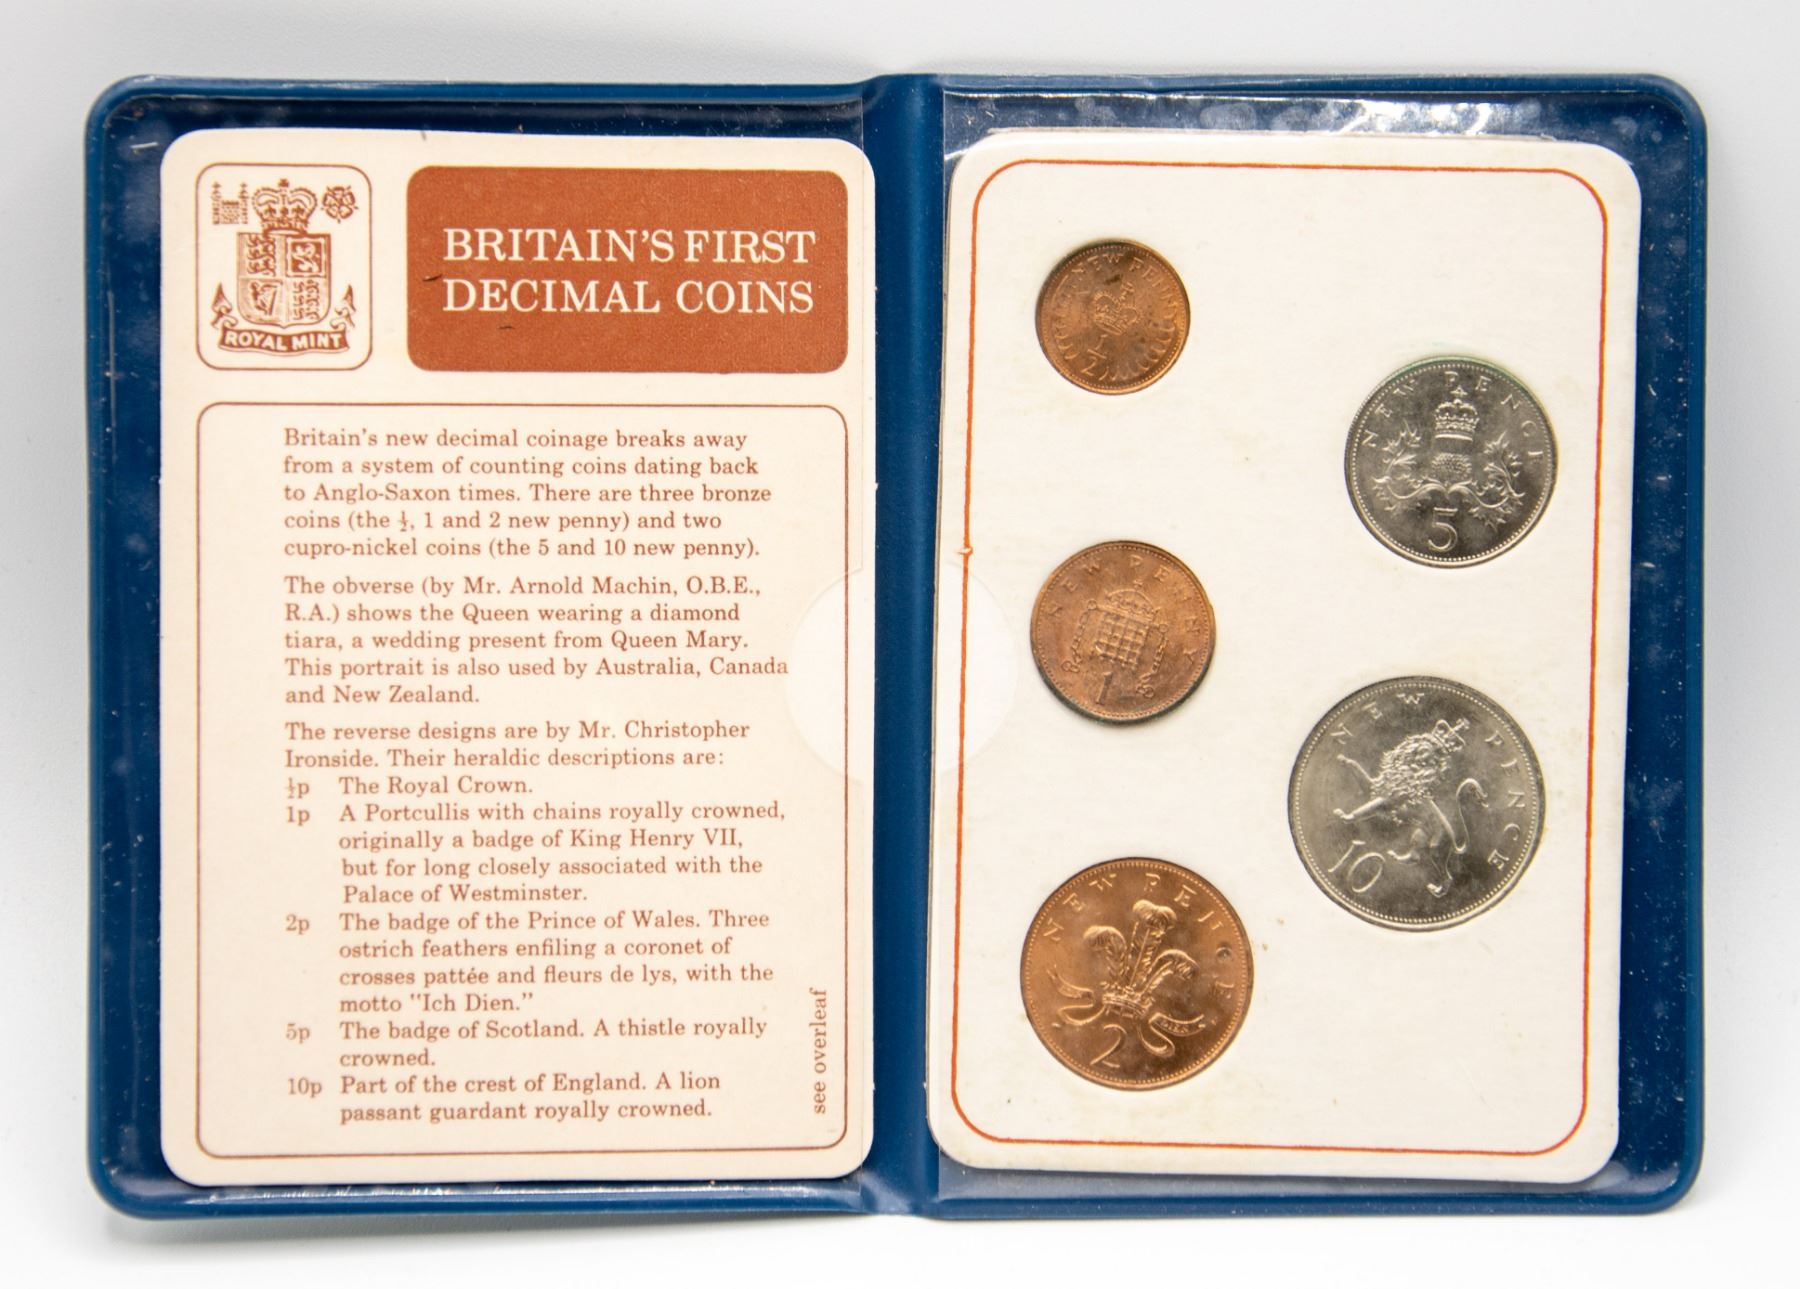 ROYAL MINT
BRITAIN'S FIRST
DECIMAL COINS
Britain's new decimal coinage breaks away
from a system of counting coins dating back
to Anglo-Saxon times. There are three bronze
coins (the ½, 1 and 2 new penny) and two
cupro-nickel coins (the 5 and 10 new penny).
The obverse (by Mr. Arnold Machin, O.B.E.,
R.A.) shows the Queen wearing a diamond
tiara, a wedding present from Queen Mary.
This portrait is also used by Australia, Canada
and New Zealand.
The reverse designs are by Mr. Christopher
Ironside. Their heraldic descriptions are:
½p The Royal Crown.
1p A Portcullis with chains royally crowned,
originally a badge of King Henry VII,
but for long closely associated with the
Palace of Westminster.
2p The badge of the Prince of Wales. Three
ostrich feathers enfiling a coronet of
crosses pattée and fleurs de lys, with the
motto "Ich Dien."
5p The badge of Scotland. A thistle royally
crowned.
10p Part of the crest of England. A lion
passant guardant royally crowned.
see overleaf
HALF NEW PENNY
½
NEW PENCE
5
NEW PENNY
1
NEW PENCE
10
NEW PENCE
DIEN
2